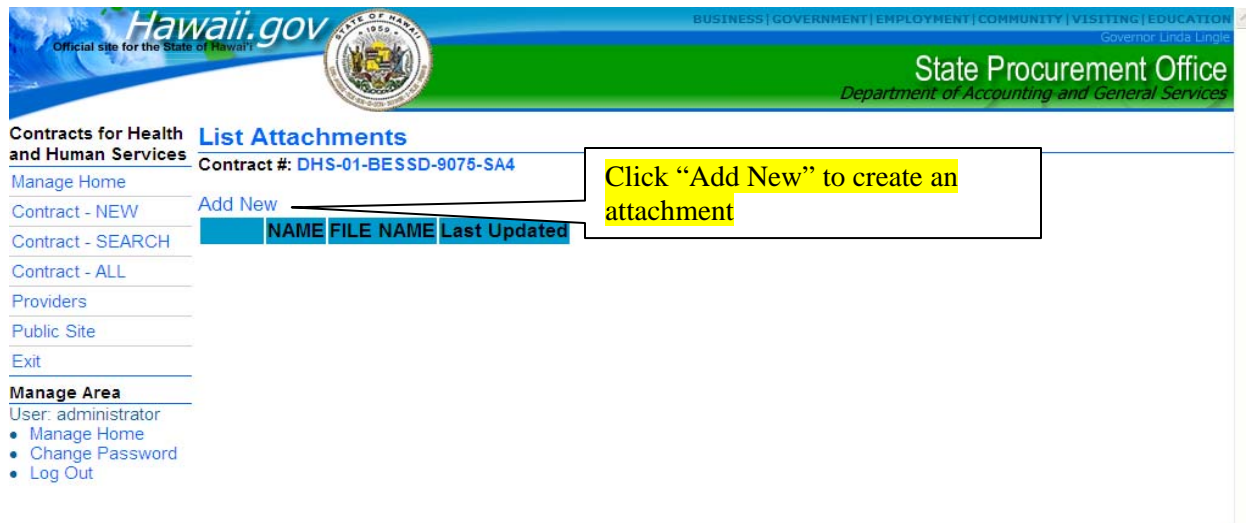 Hawaii.gov
Official site for the State of Hawai'i
STATE OF HAWAII
1959
BUSINESS|GOVERNMENT|EMPLOYMENT|COMMUNITY|VISITING|EDUCATION
Governor Linda Lingle
State Procurement Office
Department of Accounting and General Services
Contracts for Health
and Human Services
Manage Home
Contract - NEW
Contract - SEARCH
Contract - ALL
Providers
Public Site
Exit
Manage Area
User: administrator
• Manage Home
• Change Password
• Log Out
List Attachments
Contract #: DHS-01-BESSD-9075-SA4
Add New
NAME FILE NAME Last Updated
Click “Add New” to create an
attachment